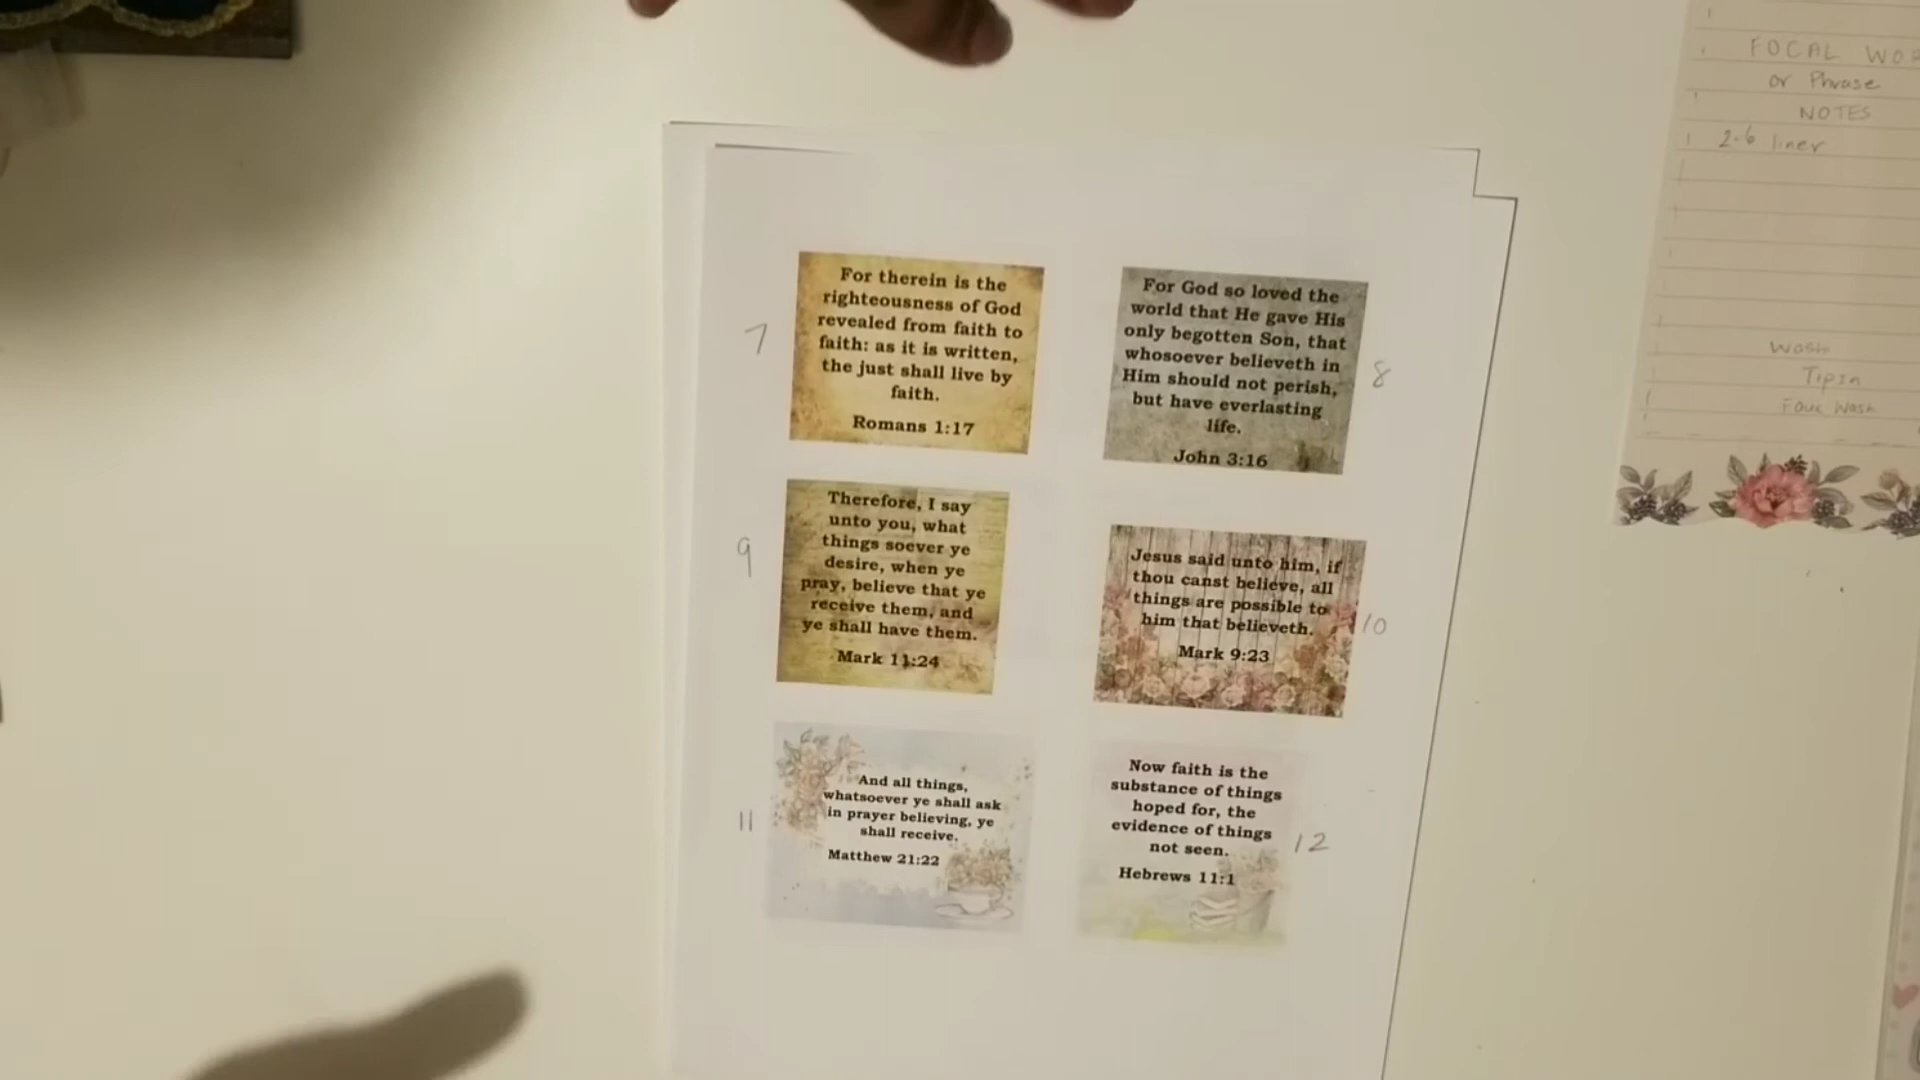 7
For therein is the
righteousness of God
revealed from faith to
faith: as it is written,
the just shall live by
faith.
Romans 1:17
For God so loved the
world that He gave His
only begotten Son, that
whosoever believeth in
Him should not perish,
but have everlasting
life.
John 3:16
8
9
Therefore, I say
unto you, what
things soever ye
desire, when ye
pray, believe that ye
receive them, and
ye shall have them.
Mark 11:24
Jesus said unto him, if
thou canst believe, all
things are possible to
him that believeth.
Mark 9:23
10
11
And all things,
whatsoever ye shall ask
in prayer believing, ye
shall receive.
Matthew 21:22
Now faith is the
substance of things
hoped for, the
evidence of things
not seen.
Hebrews 11:1
12
FOCAL
or Phrase
NOTES
2.6 liner
Wash
Tip In
Wash